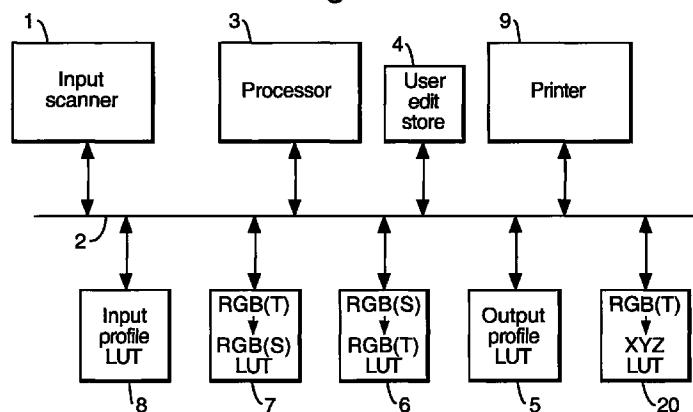 1
Input
scanner
3
Processor
4
User
edit
store
9
Printer
2
Input
profile
LUT
8
RGB(T)
RGB(S)
LUT
7
RGB(S)
RGB(T)
LUT
6
Output
profile
LUT
5
RGB(T)
XYZ
LUT
20